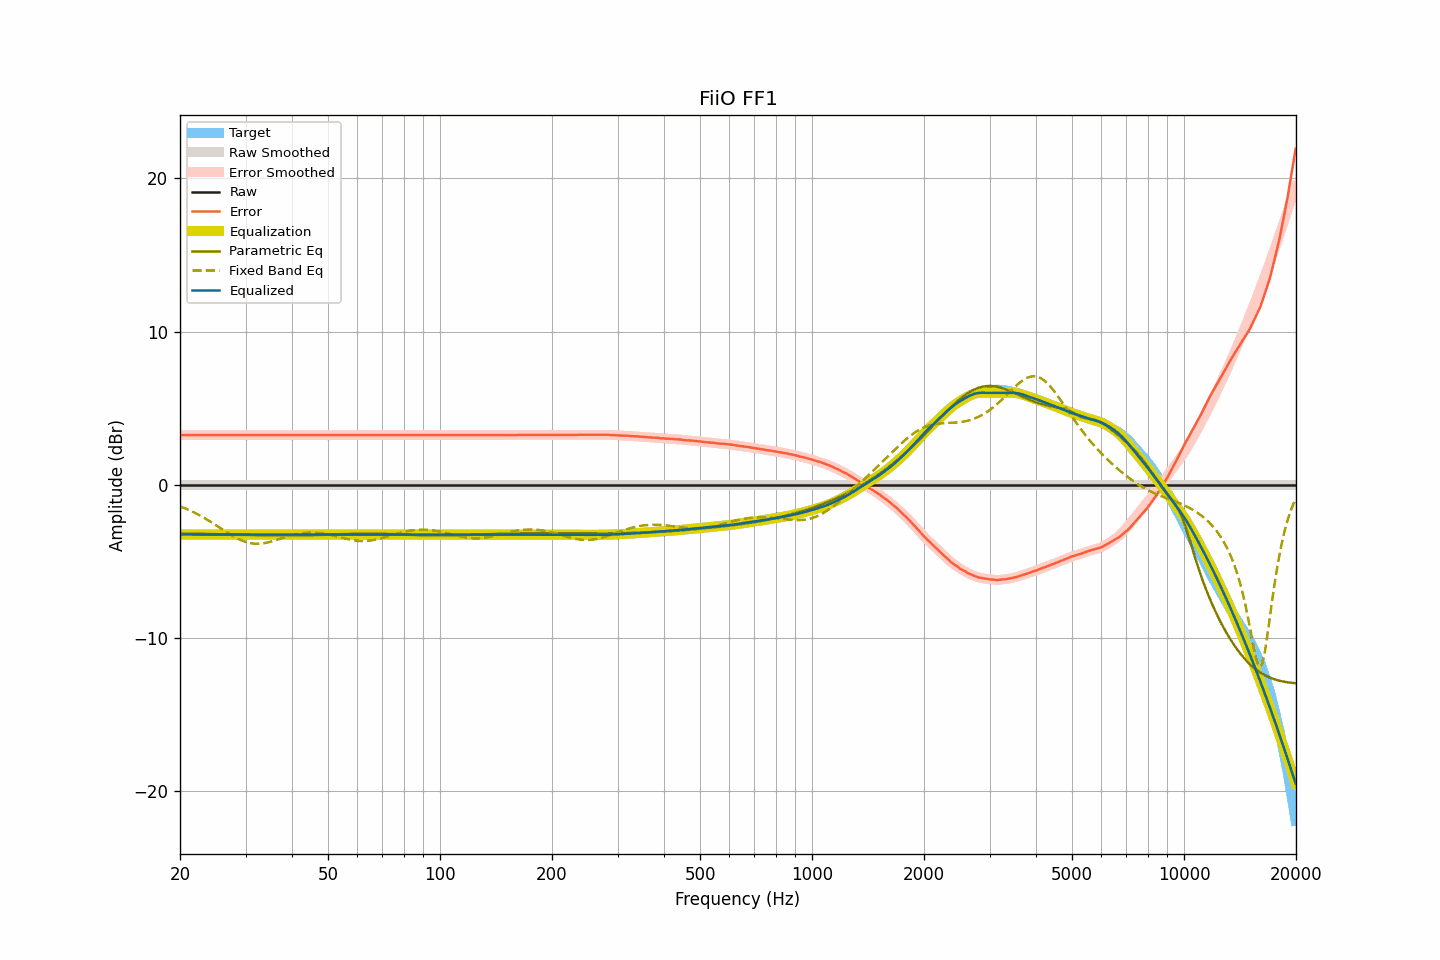 FiiO FF1
Target
Raw Smoothed
Error Smoothed
Raw
Error
Equalization
Parametric Eq
Fixed Band Eq
Equalized
Amplitude (dBr)
20
10
0
−10
−20
20 50 100 200 500 1000 2000 5000 10000 20000
Frequency (Hz)